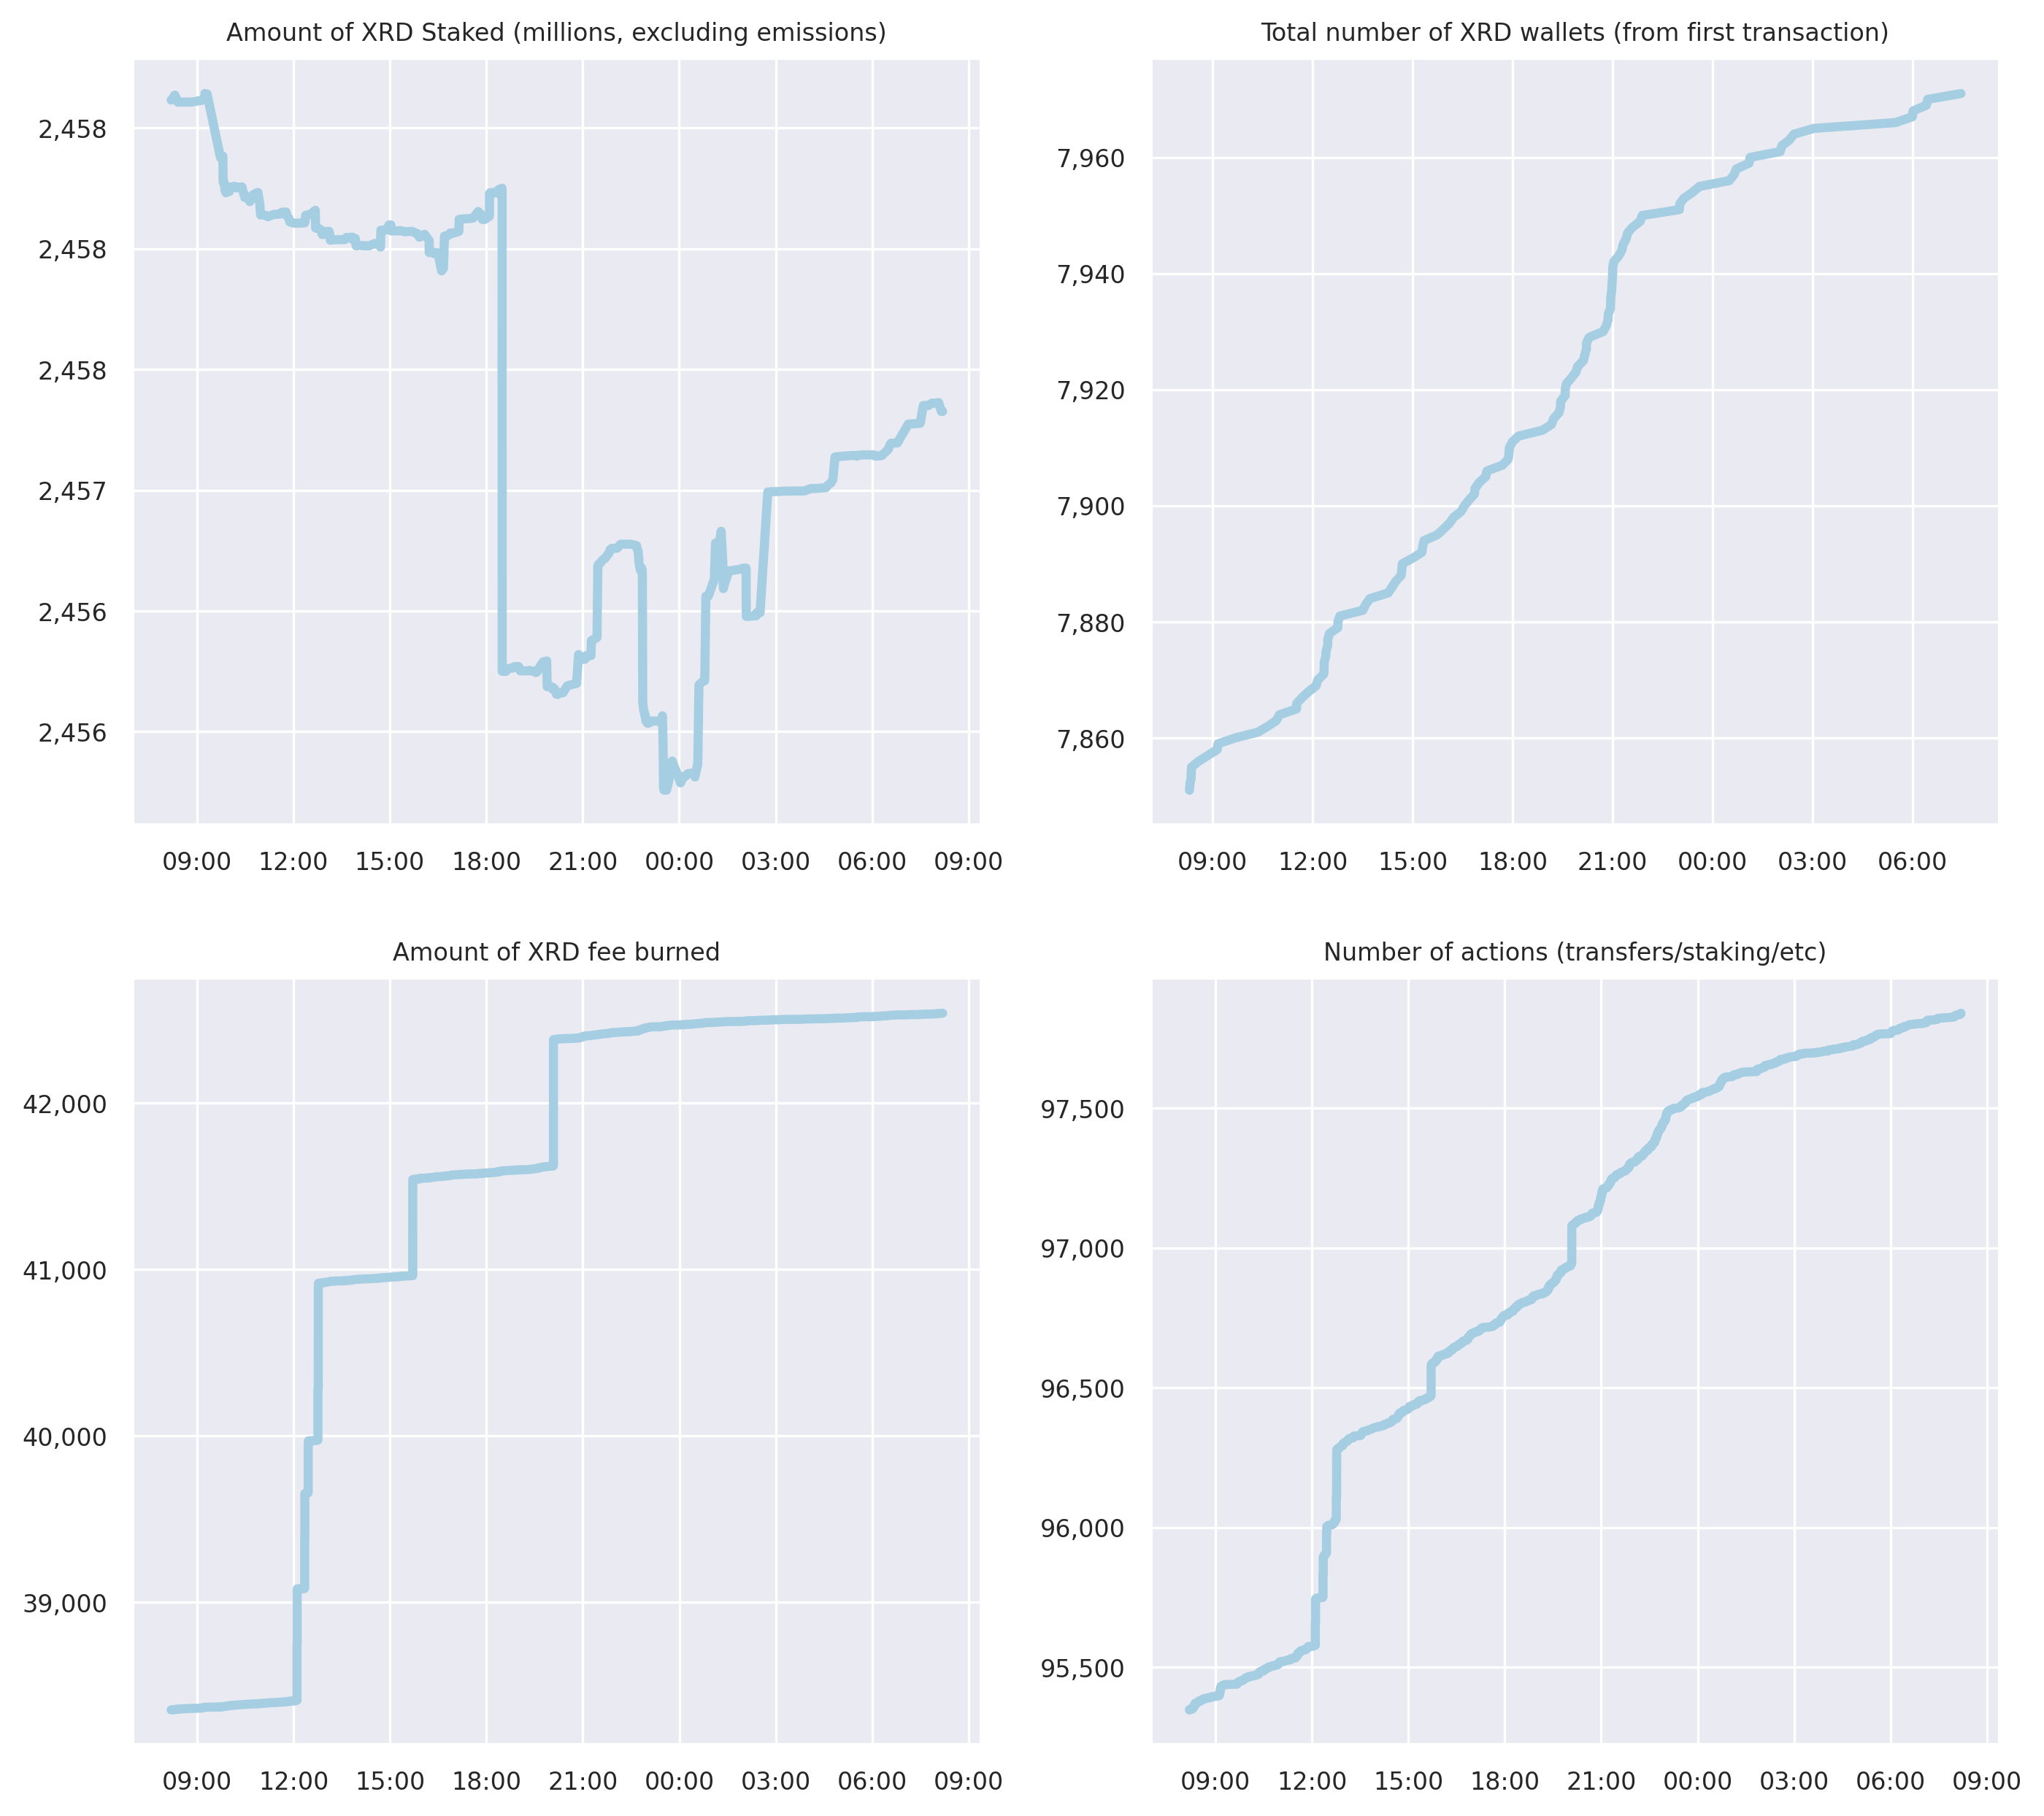 Amount of XRD Staked (millions, excluding emissions)
2,458
2,458
2,458
2,457
2,456
2,456
09:00 12:00 15:00 18:00 21:00 00:00 03:00 06:00 09:00
Total number of XRD wallets (from first transaction)
7,960
7,940
7,920
7,900
7,880
7,860
09:00 12:00 15:00 18:00 21:00 00:00 03:00 06:00
Amount of XRD fee burned
42,000
41,000
40,000
39,000
09:00 12:00 15:00 18:00 21:00 00:00 03:00 06:00 09:00
Number of actions (transfers/staking/etc)
97,500
97,000
96,500
96,000
95,500
09:00 12:00 15:00 18:00 21:00 00:00 03:00 06:00 09:00